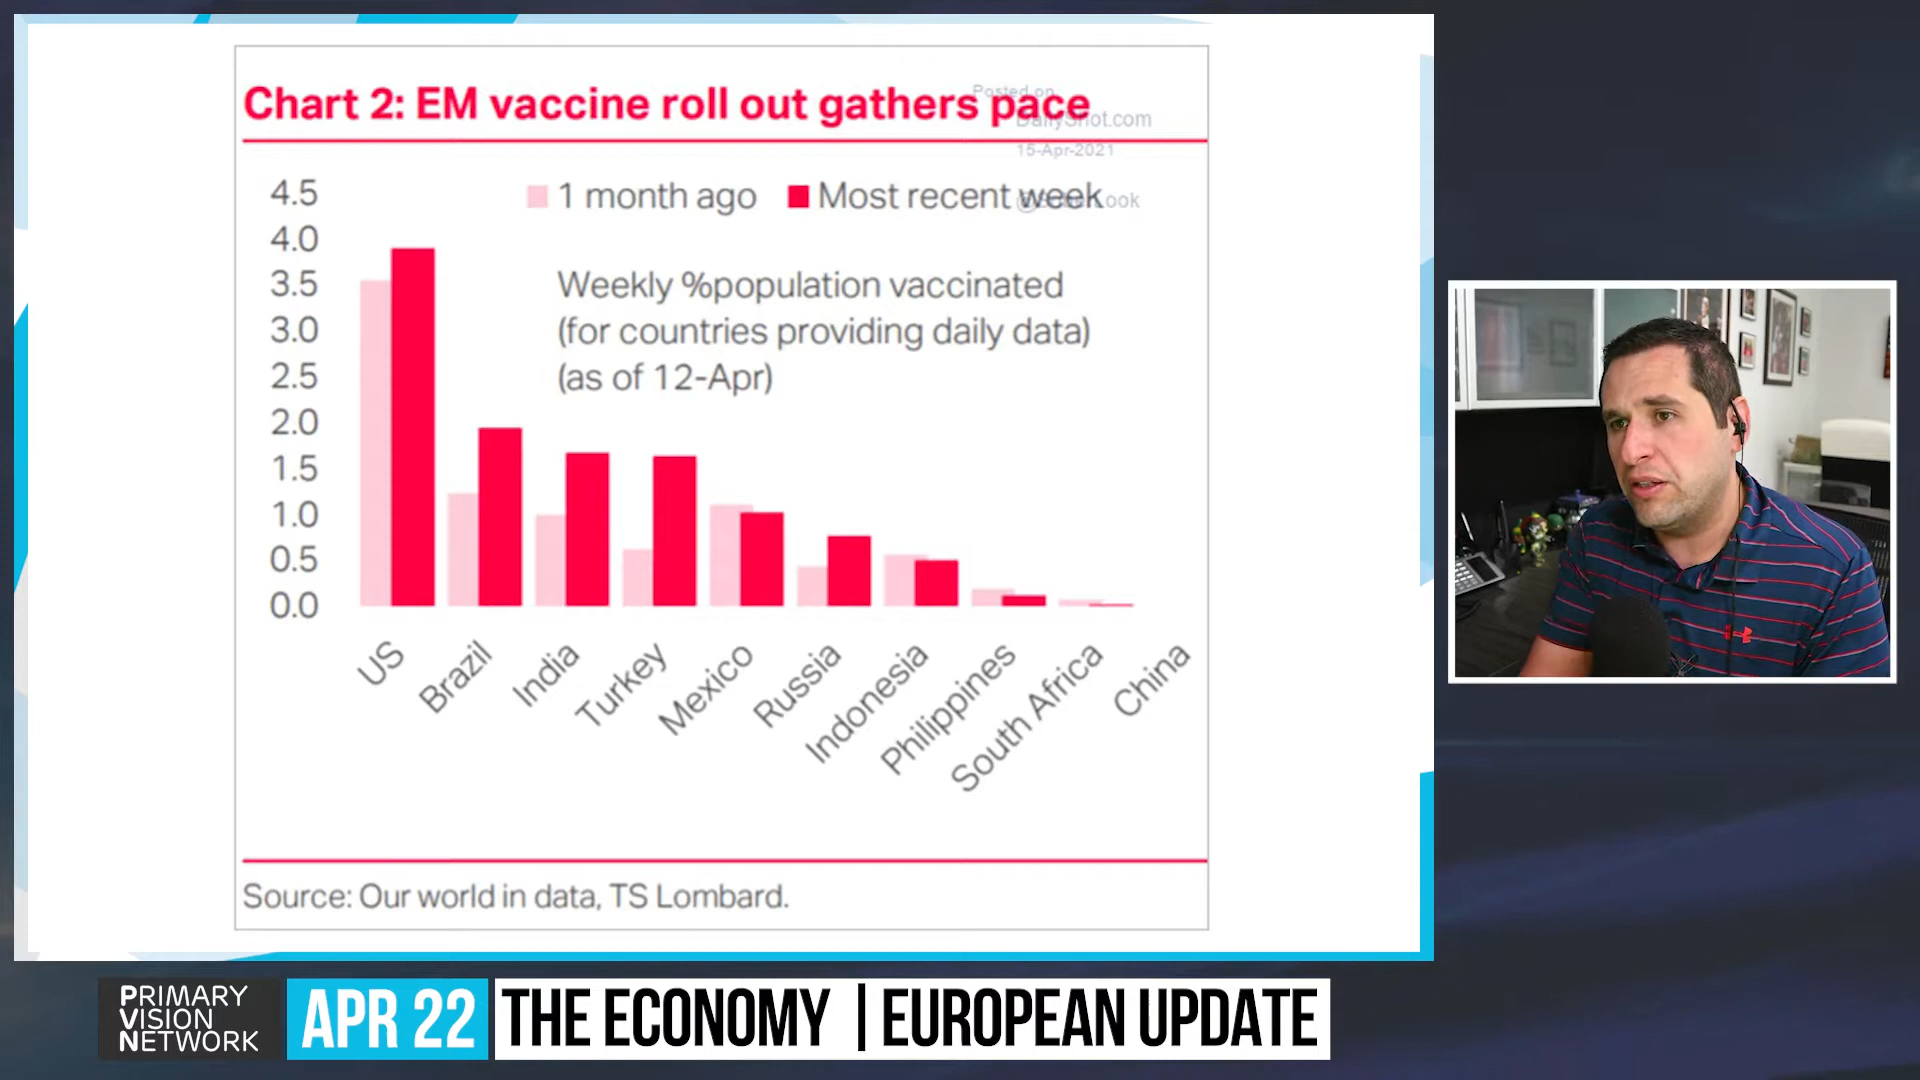 Chart 2: EM vaccine roll out gathers pace
Posted on
DailyShot.com
15-Apr-2021
1 month ago
Most recent week
4.5
4.0
3.5
3.0
2.5
2.0
1.5
1.0
0.5
0.0
Weekly %population vaccinated
(for countries providing daily data)
(as of 12-Apr)
US
Brazil
India
Turkey
Mexico
Russia
Indonesia
Philippines
South Africa
China
Source: Our world in data, TS Lombard.
PRIMARY
VISION
NETWORK
APR 22
THE ECONOMY | EUROPEAN UPDATE